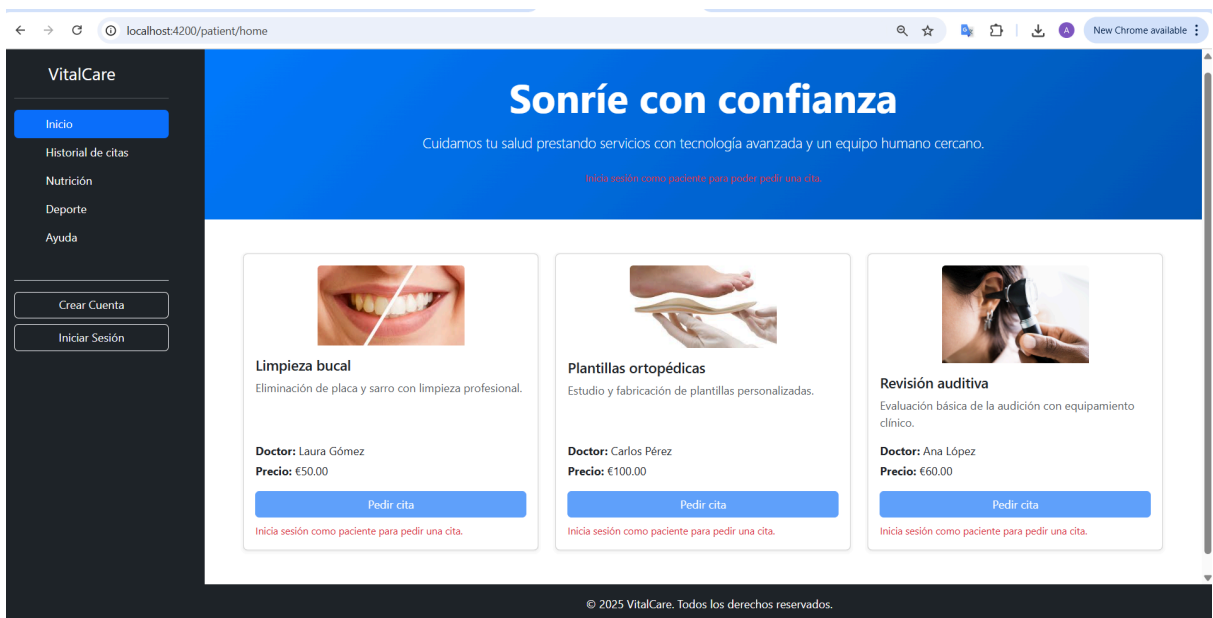 localhost:4200/patient/home
A
New Chrome available
VitalCare
Inicio
Historial de citas
Nutrición
Deporte
Ayuda
Crear Cuenta
Iniciar Sesión
Sonríe con confianza
Cuidamos tu salud prestando servicios con tecnología avanzada y un equipo humano cercano.
Inicia sesión como paciente para poder pedir una cita.
Limpieza bucal
Eliminación de placa y sarro con limpieza profesional.
Doctor: Laura Gómez
Precio: €50.00
Pedir cita
Inicia sesión como paciente para pedir una cita.
Plantillas ortopédicas
Estudio y fabricación de plantillas personalizadas.
Doctor: Carlos Pérez
Precio: €100.00
Pedir cita
Inicia sesión como paciente para pedir una cita.
Revisión auditiva
Evaluación básica de la audición con equipamiento
clínico.
Doctor: Ana López
Precio: €60.00
Pedir cita
Inicia sesión como paciente para pedir una cita.
© 2025 VitalCare. Todos los derechos reservados.